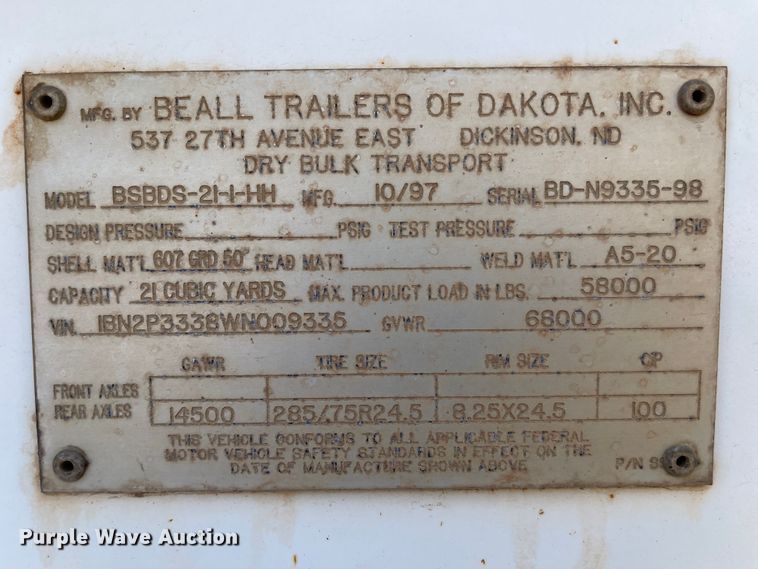 MFG. BY BEALL TRAILERS OF DAKOTA, INC.
537 27TH AVENUE EAST DICKINSON, ND
DRY BULK TRANSPORT
MODEL BSBDS-21-1-HH MFG. 10/97 SERIAL BD-N9335-98
DESIGN PRESSURE PSIG TEST PRESSURE PSIG
SHELL MAT'L 607 GRD 50" HEAD MAT'L WELD MAT'L A5-20
CAPACITY 21 CUBIC YARDS MAX. PRODUCT LOAD IN LBS. 58000
VIN. 1BN2P3338WN009335 GVWR 68000
GAWR TIRE SIZE RIM SIZE CP
FRONT AXLES
REAR AXLES 14500 285/75R24.5 8.25X24.5 100
THIS VEHICLE CONFORMS TO ALL APPLICABLE FEDERAL
MOTOR VEHICLE SAFETY STANDARDS IN EFFECT ON THE
DATE OF MANUFACTURE SHOWN ABOVE
P/N
Purple Wave Auction